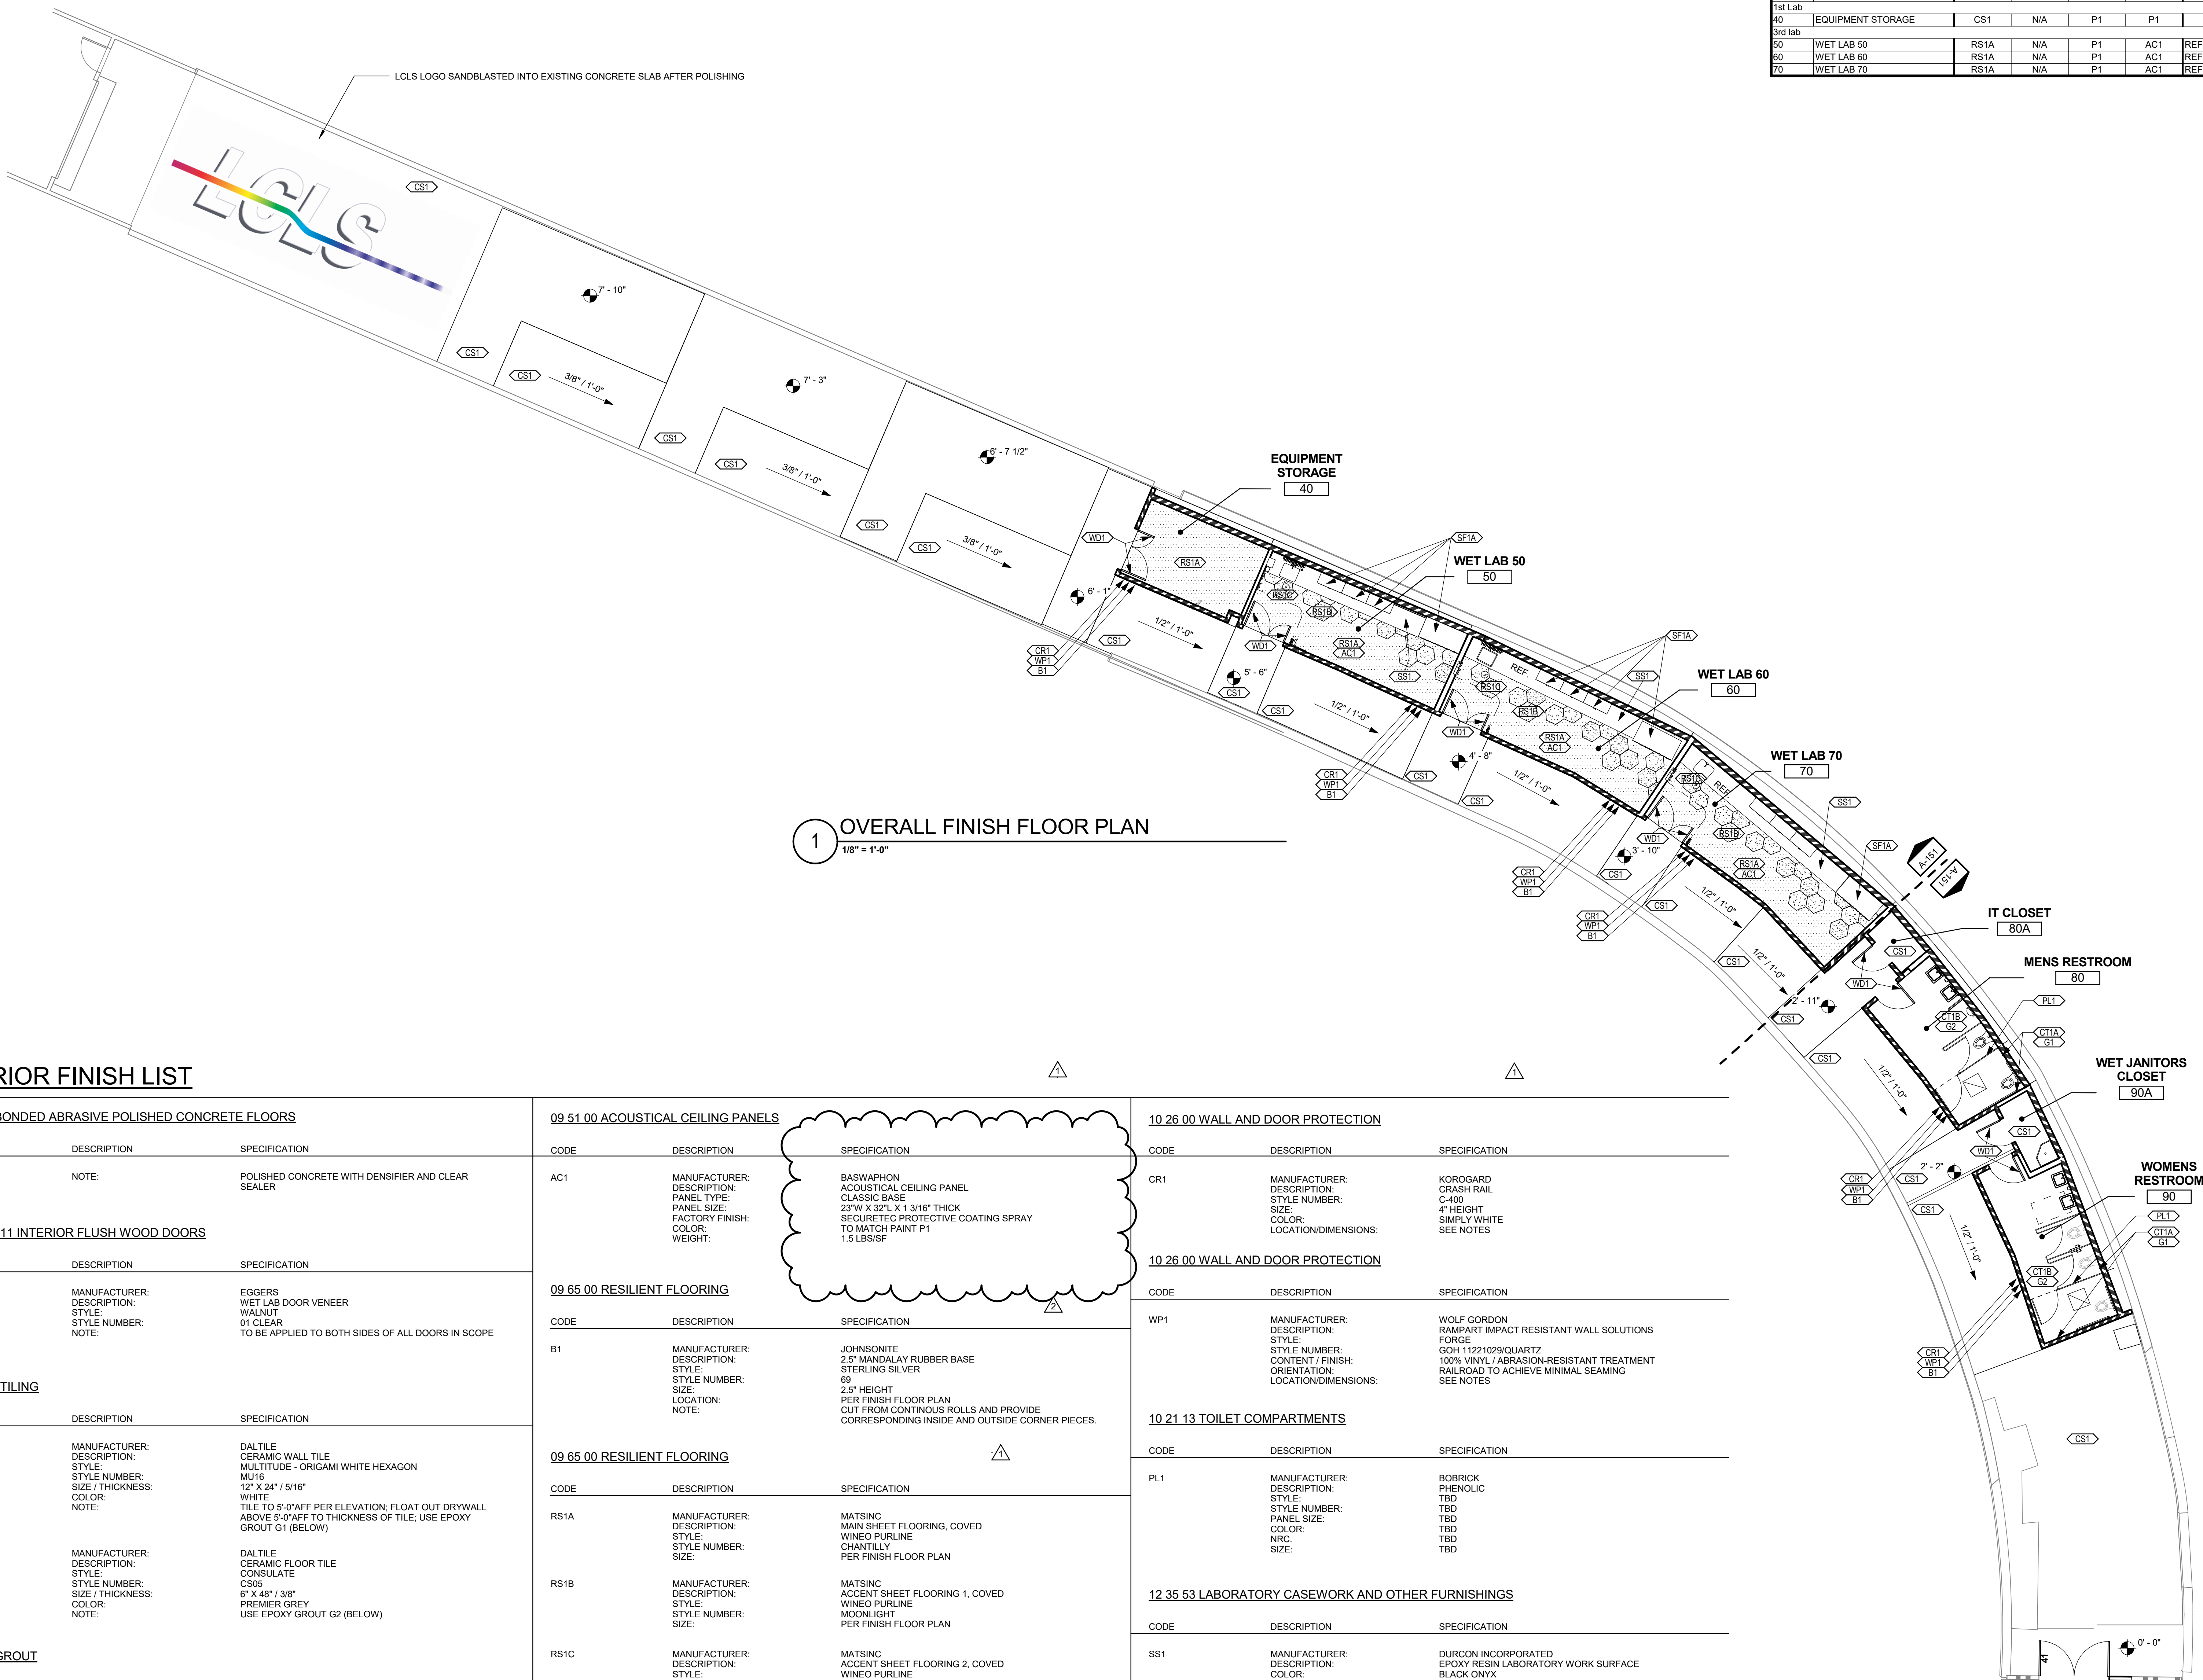 1st Lab
40 EQUIPMENT STORAGE CS1 N/A P1 P1
3rd lab
50 WET LAB 50 RS1A N/A P1 AC1 REF
60 WET LAB 60 RS1A N/A P1 AC1 REF
70 WET LAB 70 RS1A N/A P1 AC1 REF
LCLS LOGO SANDBLASTED INTO EXISTING CONCRETE SLAB AFTER POLISHING
LCLS
CS1
7' - 10"
CS1
CS1
3/8" / 1'-0"
7' - 3"
CS1
CS1
3/8" / 1'-0"
6' - 7 1/2"
CS1
CS1
3/8" / 1'-0"
6' - 1"
EQUIPMENT
STORAGE
40
WD1
RS1A
CR1
WP1
B1
CS1
1/2" / 1'-0"
SF1A
WET LAB 50
50
RS1C
RS1B
RS1A
AC1
SS1
WD1
5' - 6"
CS1
CS1
1/2" / 1'-0"
CR1
WP1
B1
SF1A
SS1
WET LAB 60
60
REF.
RS1C
RS1B
RS1A
AC1
WD1
4' - 8"
CS1
CS1
1/2" / 1'-0"
CR1
WP1
B1
WET LAB 70
70
RS1C
REF.
SS1
RS1B
RS1A
AC1
SF1A
WD1
3' - 10"
CS1
CS1
1/2" / 1'-0"
CR1
WP1
B1
A-151
A-151
CS1
1/2" / 1'-0"
IT CLOSET
80A
CS1
WD1
MENS RESTROOM
80
PL1
CT1B
G2
CT1A
G1
2' - 11"
CS1
CS1
1/2" / 1'-0"
WET JANITORS
CLOSET
90A
CS1
WD1
2' - 2"
CR1
WP1
B1
CS1
CS1
1/2" / 1'-0"
WOMENS
RESTROOM
90
PL1
CT1A
G1
CT1B
G2
CR1
WP1
B1
CS1
41
0' - 0"
1 OVERALL FINISH FLOOR PLAN
1/8" = 1'-0"
RIOR FINISH LIST
1
1
BONDED ABRASIVE POLISHED CONCRETE FLOORS
DESCRIPTION SPECIFICATION
NOTE: POLISHED CONCRETE WITH DENSIFIER AND CLEAR
SEALER
11 INTERIOR FLUSH WOOD DOORS
DESCRIPTION SPECIFICATION
MANUFACTURER: EGGERS
DESCRIPTION: WET LAB DOOR VENEER
STYLE: WALNUT
STYLE NUMBER: 01 CLEAR
NOTE: TO BE APPLIED TO BOTH SIDES OF ALL DOORS IN SCOPE
TILING
DESCRIPTION SPECIFICATION
MANUFACTURER: DALTILE
DESCRIPTION: CERAMIC WALL TILE
STYLE: MULTITUDE - ORIGAMI WHITE HEXAGON
STYLE NUMBER: MU16
SIZE / THICKNESS: 12" X 24" / 5/16"
COLOR: WHITE
NOTE: TILE TO 5'-0"AFF PER ELEVATION; FLOAT OUT DRYWALL
ABOVE 5'-0"AFF TO THICKNESS OF TILE; USE EPOXY
GROUT G1 (BELOW)
MANUFACTURER: DALTILE
DESCRIPTION: CERAMIC FLOOR TILE
STYLE: CONSULATE
STYLE NUMBER: CS05
SIZE / THICKNESS: 6" X 48" / 3/8"
COLOR: PREMIER GREY
NOTE: USE EPOXY GROUT G2 (BELOW)
GROUT
09 51 00 ACOUSTICAL CEILING PANELS
CODE DESCRIPTION SPECIFICATION
AC1 MANUFACTURER: BASWAPHON
DESCRIPTION: ACOUSTICAL CEILING PANEL
PANEL TYPE: CLASSIC BASE
PANEL SIZE: 23"W X 32"L X 1 3/16" THICK
FACTORY FINISH: SECURETEC PROTECTIVE COATING SPRAY
COLOR: TO MATCH PAINT P1
WEIGHT: 1.5 LBS/SF
2
09 65 00 RESILIENT FLOORING
CODE DESCRIPTION SPECIFICATION
B1 MANUFACTURER: JOHNSONITE
DESCRIPTION: 2.5" MANDALAY RUBBER BASE
STYLE: STERLING SILVER
STYLE NUMBER: 69
SIZE: 2.5" HEIGHT
LOCATION: PER FINISH FLOOR PLAN
NOTE: CUT FROM CONTINOUS ROLLS AND PROVIDE
CORRESPONDING INSIDE AND OUTSIDE CORNER PIECES.
09 65 00 RESILIENT FLOORING
1
CODE DESCRIPTION SPECIFICATION
RS1A MANUFACTURER: MATSINC
DESCRIPTION: MAIN SHEET FLOORING, COVED
STYLE: WINEO PURLINE
STYLE NUMBER: CHANTILLY
SIZE: PER FINISH FLOOR PLAN
RS1B MANUFACTURER: MATSINC
DESCRIPTION: ACCENT SHEET FLOORING 1, COVED
STYLE: WINEO PURLINE
STYLE NUMBER: MOONLIGHT
SIZE: PER FINISH FLOOR PLAN
RS1C MANUFACTURER: MATSINC
DESCRIPTION: ACCENT SHEET FLOORING 2, COVED
STYLE: WINEO PURLINE
10 26 00 WALL AND DOOR PROTECTION
CODE DESCRIPTION SPECIFICATION
CR1 MANUFACTURER: KOROGARD
DESCRIPTION: CRASH RAIL
STYLE NUMBER: C-400
SIZE: 4" HEIGHT
COLOR: SIMPLY WHITE
LOCATION/DIMENSIONS: SEE NOTES
10 26 00 WALL AND DOOR PROTECTION
CODE DESCRIPTION SPECIFICATION
WP1 MANUFACTURER: WOLF GORDON
DESCRIPTION: RAMPART IMPACT RESISTANT WALL SOLUTIONS
STYLE: FORGE
STYLE NUMBER: GOH 11221029/QUARTZ
CONTENT / FINISH: 100% VINYL / ABRASION-RESISTANT TREATMENT
ORIENTATION: RAILROAD TO ACHIEVE MINIMAL SEAMING
LOCATION/DIMENSIONS: SEE NOTES
10 21 13 TOILET COMPARTMENTS
CODE DESCRIPTION SPECIFICATION
PL1 MANUFACTURER: BOBRICK
DESCRIPTION: PHENOLIC
STYLE: TBD
STYLE NUMBER: TBD
PANEL SIZE: TBD
COLOR: TBD
NRC. TBD
SIZE: TBD
12 35 53 LABORATORY CASEWORK AND OTHER FURNISHINGS
CODE DESCRIPTION SPECIFICATION
SS1 MANUFACTURER: DURCON INCORPORATED
DESCRIPTION: EPOXY RESIN LABORATORY WORK SURFACE
COLOR: BLACK ONYX